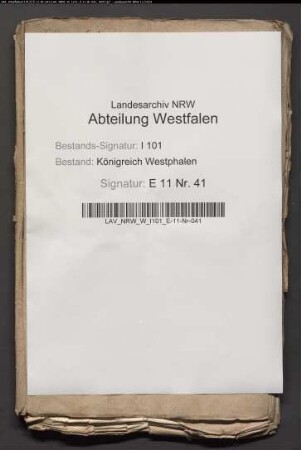 Landesarchiv NRW
Abteilung Westfalen
Bestands-Signatur: I 101
Bestand: Königreich Westphalen
Signatur: E 11 Nr. 41
LAV_NRW_W_I101_E-11-Nr-041